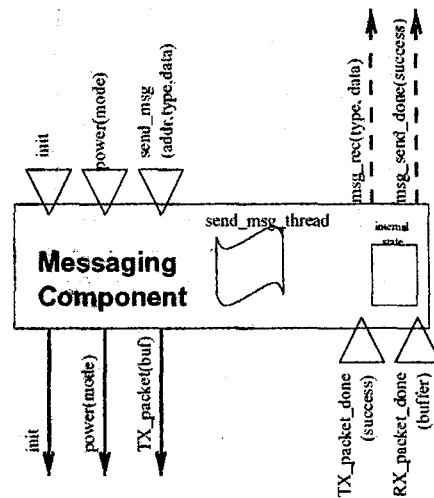 init
power(mode)
send_msg
(addr,type,data)
msg_rec(type, data)
msg_send_done(success)
send_msg_thread
internal
state
Messaging
Component
init
power(mode)
TX_packet(buf)
TX_packet_done
(success)
RX_packet_done
(buffer)